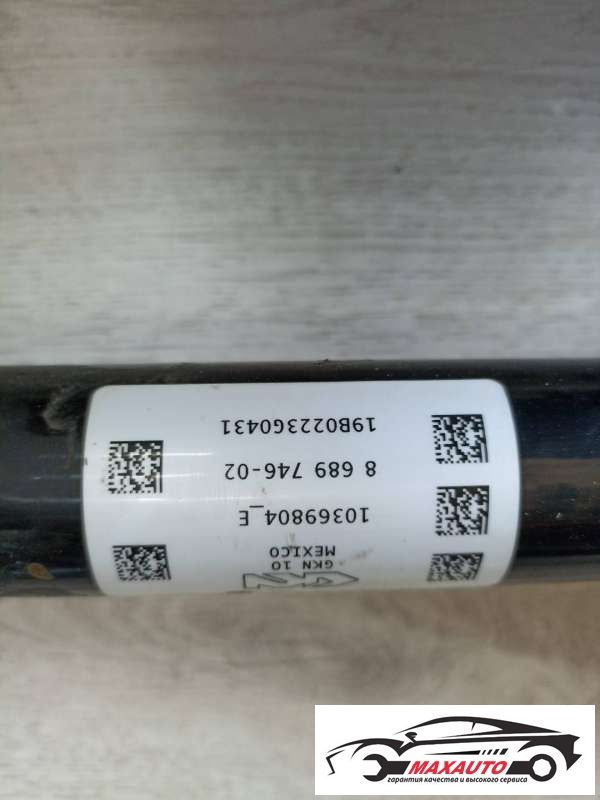 GKN 10
MEXICO
10369804_E
8 689 746-02
19B0223G0431
MAXAUTO
гарантия качества и высокого сервиса